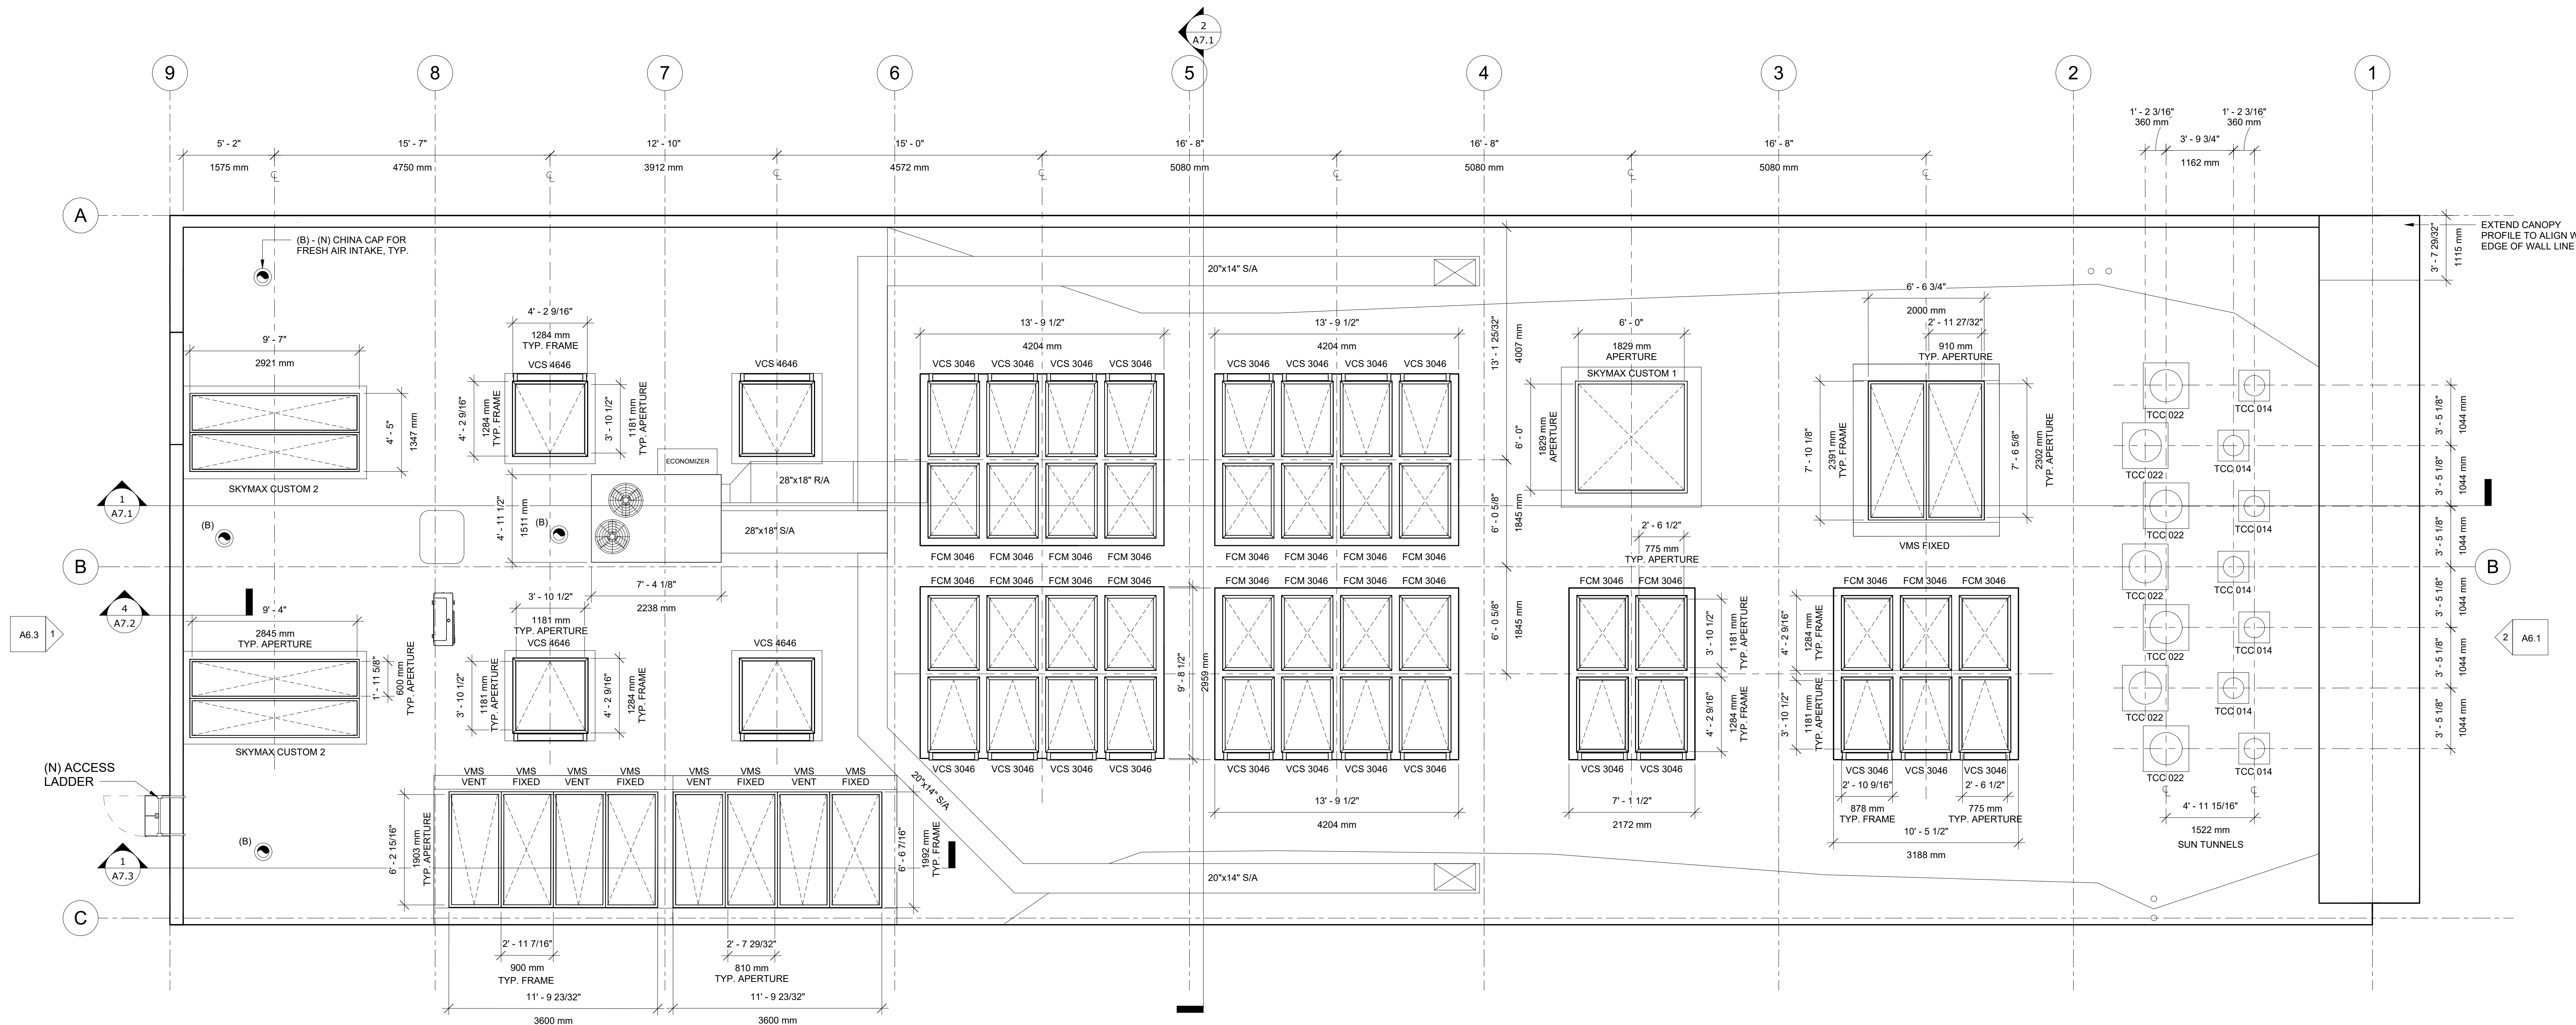 2
A7.1
9
8
7
6
5
4
3
2
1
1' - 2 3/16"
360 mm
1' - 2 3/16"
360 mm
3' - 9 3/4"
1162 mm
5' - 2"
1575 mm
15' - 7"
4750 mm
12' - 10"
3912 mm
15' - 0"
4572 mm
16' - 8"
5080 mm
16' - 8"
5080 mm
16' - 8"
5080 mm
A
(B) - (N) CHINA CAP FOR
FRESH AIR INTAKE, TYP.
20"x14" S/A
EXTEND CANOPY
PROFILE TO ALIGN W
EDGE OF WALL LINE
3' - 7 29/32"
1115 mm
9' - 7"
2921 mm
4' - 5"
1347 mm
SKYMAX CUSTOM 2
4' - 2 9/16"
1284 mm
TYP. FRAME
VCS 4646
4' - 2 9/16"
1284 mm
TYP. FRAME
3' - 10 1/2"
1181 mm
TYP. APERTURE
VCS 4646
ECONOMIZER
28"x18" R/A
28"x18" S/A
4' - 11 1/2"
1511 mm
7' - 4 1/8"
2238 mm
(B)
(B)
13' - 9 1/2"
4204 mm
VCS 3046 VCS 3046 VCS 3046 VCS 3046
FCM 3046 FCM 3046 FCM 3046 FCM 3046
13' - 9 1/2"
4204 mm
VCS 3046 VCS 3046 VCS 3046 VCS 3046
FCM 3046 FCM 3046 FCM 3046 FCM 3046
13' - 1 25/32"
4007 mm
6' - 0 5/8"
1845 mm
6' - 0 5/8"
1845 mm
6' - 0"
1829 mm
APERTURE
SKYMAX CUSTOM 1
6' - 0"
1829 mm
APERTURE
6' - 6 3/4"
2000 mm
2' - 11 27/32"
910 mm
TYP. APERTURE
7' - 10 1/8"
2391 mm
TYP. FRAME
7' - 6 5/8"
2302 mm
TYP. APERTURE
VMS FIXED
TCC 022
TCC 014
TCC 022
TCC 014
TCC 022
TCC 014
TCC 022
TCC 014
TCC 022
TCC 014
TCC 022
TCC 014
TCC 022
TCC 014
3' - 5 1/8"
1044 mm
3' - 5 1/8"
1044 mm
3' - 5 1/8"
1044 mm
3' - 5 1/8"
1044 mm
3' - 5 1/8"
1044 mm
3' - 5 1/8"
1044 mm
1
A7.1
B
B
4
A7.2
A6.3
1
2
A6.1
9' - 4"
2845 mm
TYP. APERTURE
1' - 11 5/8"
600 mm
TYP. APERTURE
SKYMAX CUSTOM 2
3' - 10 1/2"
1181 mm
TYP. APERTURE
VCS 4646
3' - 10 1/2"
1181 mm
TYP. APERTURE
4' - 2 9/16"
1284 mm
TYP. FRAME
VCS 4646
FCM 3046 FCM 3046 FCM 3046 FCM 3046
VCS 3046 VCS 3046 VCS 3046 VCS 3046
9' - 8 1/2"
2959 mm
FCM 3046 FCM 3046 FCM 3046 FCM 3046
VCS 3046 VCS 3046 VCS 3046 VCS 3046
13' - 9 1/2"
4204 mm
2' - 6 1/2"
775 mm
TYP. APERTURE
FCM 3046 FCM 3046
3' - 10 1/2"
1181 mm
TYP. APERTURE
4' - 2 9/16"
1284 mm
TYP. FRAME
VCS 3046 VCS 3046
7' - 1 1/2"
2172 mm
FCM 3046 FCM 3046 FCM 3046
4' - 2 9/16"
1284 mm
TYP. FRAME
3' - 10 1/2"
1181 mm
TYP. APERTURE
VCS 3046 VCS 3046 VCS 3046
2' - 10 9/16"
878 mm
TYP. FRAME
2' - 6 1/2"
775 mm
TYP. APERTURE
10' - 5 1/2"
3188 mm
4' - 11 15/16"
1522 mm
SUN TUNNELS
(N) ACCESS
LADDER
(B)
1
A7.3
C
VMS VMS VMS VMS VMS VMS VMS VMS
VENT FIXED VENT FIXED VENT FIXED VENT FIXED
6' - 2 15/16"
1903 mm
TYP. APERTURE
6' - 6 7/16"
1992 mm
TYP. FRAME
20"x14" S/A
20"x14" S/A
2' - 11 7/16"
900 mm
TYP. FRAME
2' - 7 29/32"
810 mm
TYP. APERTURE
11' - 9 23/32"
3600 mm
11' - 9 23/32"
3600 mm